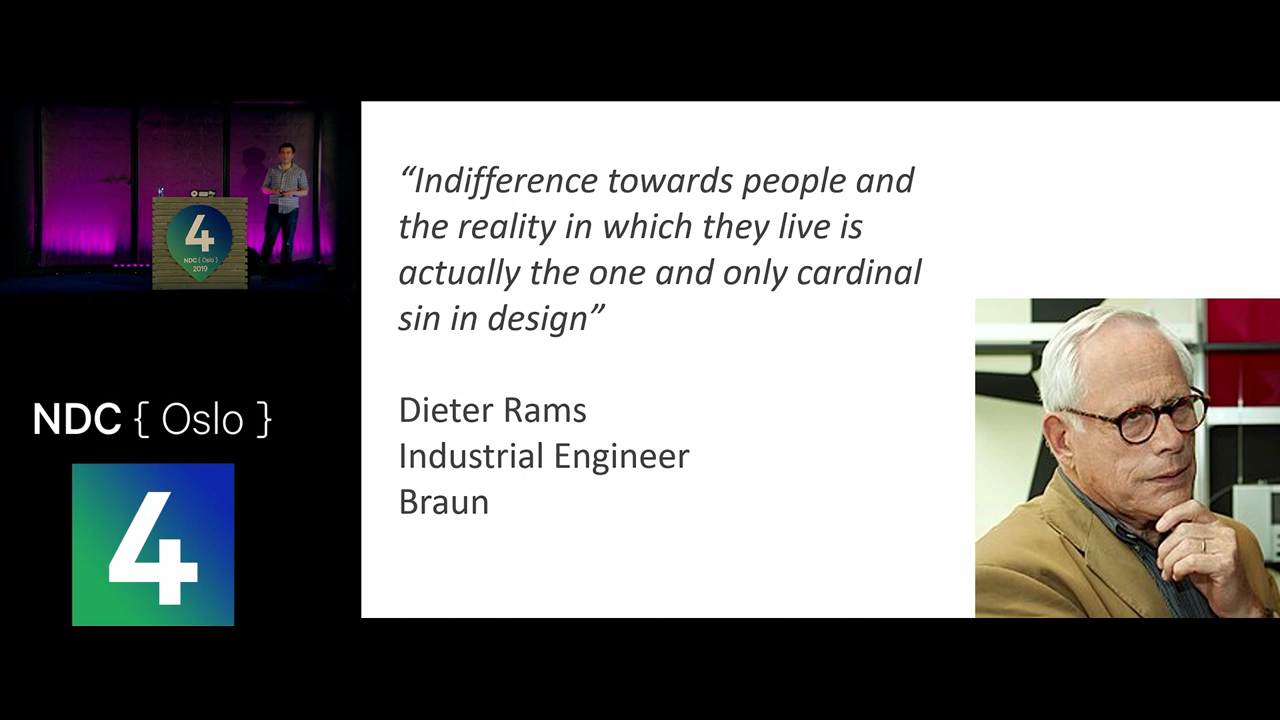 4
NDC { Oslo }
2019
NDC { Oslo }
4
“Indifference towards people and
the reality in which they live is
actually the one and only cardinal
sin in design”
Dieter Rams
Industrial Engineer
Braun